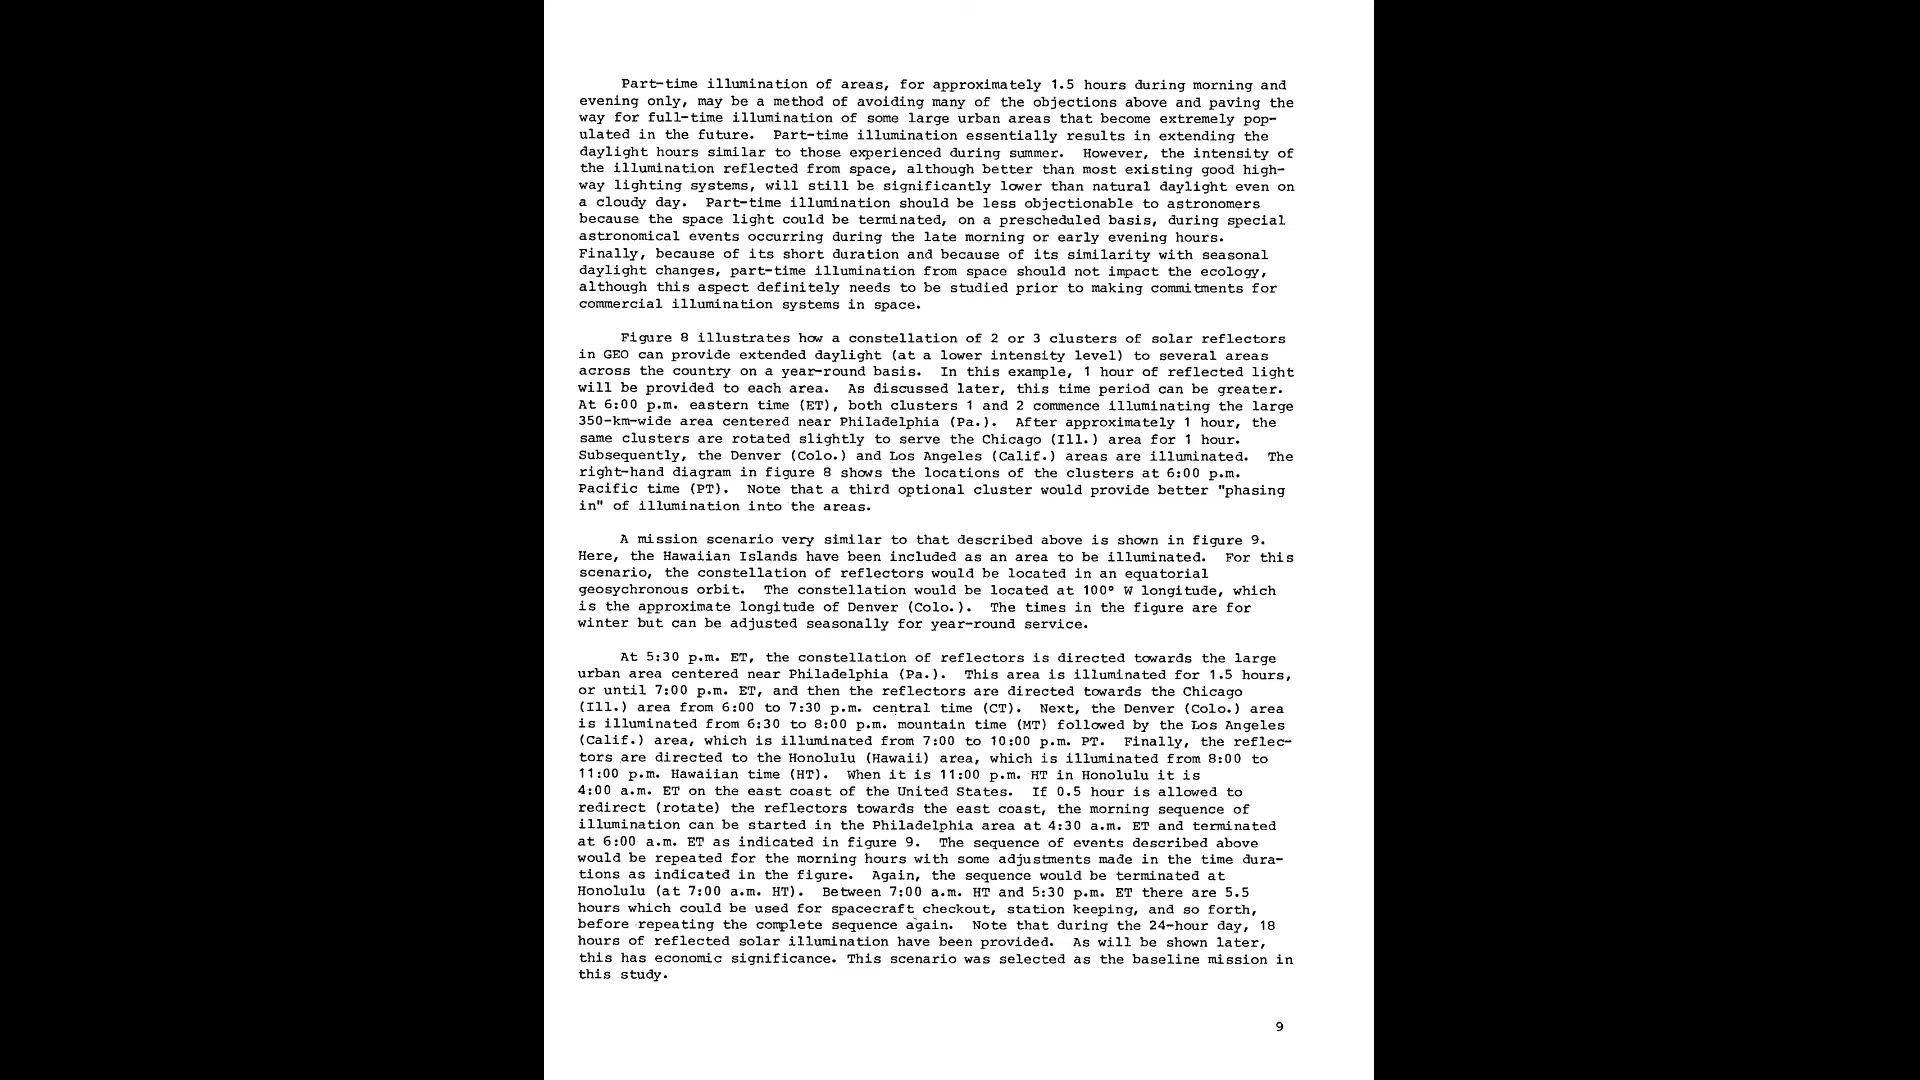 Part-time illumination of areas, for approximately 1.5 hours during morning and
evening only, may be a method of avoiding many of the objections above and paving the
way for full-time illumination of some large urban areas that become extremely pop-
ulated in the future. Part-time illumination essentially results in extending the
daylight hours similar to those experienced during summer. However, the intensity of
the illumination reflected from space, although better than most existing good high-
way lighting systems, will still be significantly lower than natural daylight even on
a cloudy day. Part-time illumination should be less objectionable to astronomers
because the space light could be terminated, on a prescheduled basis, during special
astronomical events occurring during the late morning or early evening hours.
Finally, because of its short duration and because of its similarity with seasonal
daylight changes, part-time illumination from space should not impact the ecology,
although this aspect definitely needs to be studied prior to making commitments for
commercial illumination systems in space.
Figure 8 illustrates how a constellation of 2 or 3 clusters of solar reflectors
in GEO can provide extended daylight (at a lower intensity level) to several areas
across the country on a year-round basis. In this example, 1 hour of reflected light
will be provided to each area. As discussed later, this time period can be greater.
At 6:00 p.m. eastern time (ET), both clusters 1 and 2 commence illuminating the large
350-km-wide area centered near Philadelphia (Pa.). After approximately 1 hour, the
same clusters are rotated slightly to serve the Chicago (Ill.) area for 1 hour.
Subsequently, the Denver (Colo.) and Los Angeles (Calif.) areas are illuminated. The
right-hand diagram in figure 8 shows the locations of the clusters at 6:00 p.m.
Pacific time (PT). Note that a third optional cluster would provide better "phasing
in" of illumination into the areas.
A mission scenario very similar to that described above is shown in figure 9.
Here, the Hawaiian Islands have been included as an area to be illuminated. For this
scenario, the constellation of reflectors would be located in an equatorial
geosychronous orbit. The constellation would be located at 100° W longitude, which
is the approximate longitude of Denver (Colo.). The times in the figure are for
winter but can be adjusted seasonally for year-round service.
At 5:30 p.m. ET, the constellation of reflectors is directed towards the large
urban area centered near Philadelphia (Pa.). This area is illuminated for 1.5 hours,
or until 7:00 p.m. ET, and then the reflectors are directed towards the Chicago
(Ill.) area from 6:00 to 7:30 p.m. central time (CT). Next, the Denver (Colo.) area
is illuminated from 6:30 to 8:00 p.m. mountain time (MT) followed by the Los Angeles
(Calif.) area, which is illuminated from 7:00 to 10:00 p.m. PT. Finally, the reflec-
tors are directed to the Honolulu (Hawaii) area, which is illuminated from 8:00 to
11:00 p.m. Hawaiian time (HT). When it is 11:00 p.m. HT in Honolulu it is
4:00 a.m. ET on the east coast of the United States. If 0.5 hour is allowed to
redirect (rotate) the reflectors towards the east coast, the morning sequence of
illumination can be started in the Philadelphia area at 4:30 a.m. ET and terminated
at 6:00 a.m. ET as indicated in figure 9. The sequence of events described above
would be repeated for the morning hours with some adjustments made in the time dura-
tions as indicated in the figure. Again, the sequence would be terminated at
Honolulu (at 7:00 a.m. HT). Between 7:00 a.m. HT and 5:30 p.m. ET there are 5.5
hours which could be used for spacecraft checkout, station keeping, and so forth,
before repeating the complete sequence again. Note that during the 24-hour day, 18
hours of reflected solar illumination have been provided. As will be shown later,
this has economic significance. This scenario was selected as the baseline mission in
this study.
9